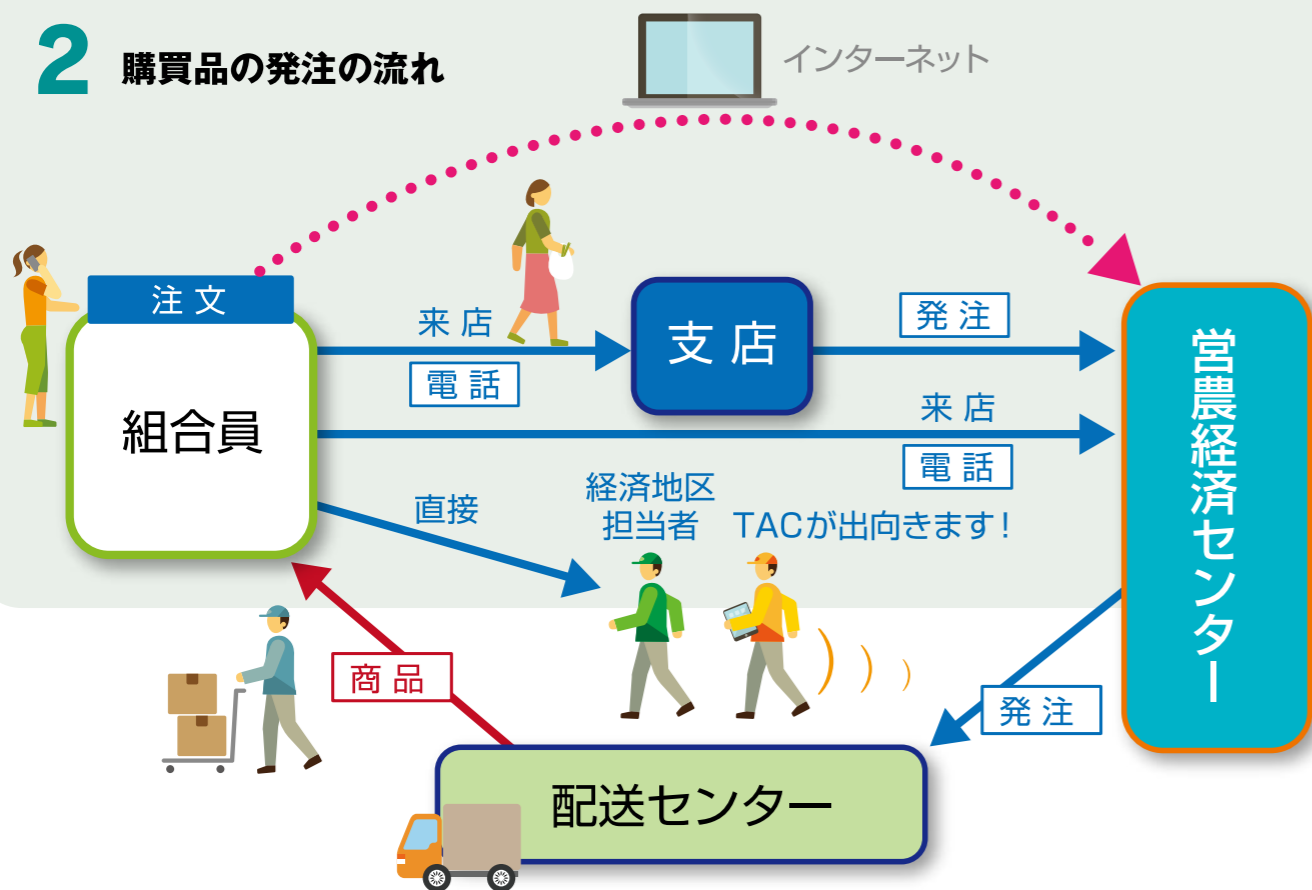 2 購買品の発注の流れ
インターネット
注文
組合員
来店
電話
支店
発注
来店
電話
営農経済センター
直接
経済地区
担当者
TACが出向きます!
商品
発注
配送センター